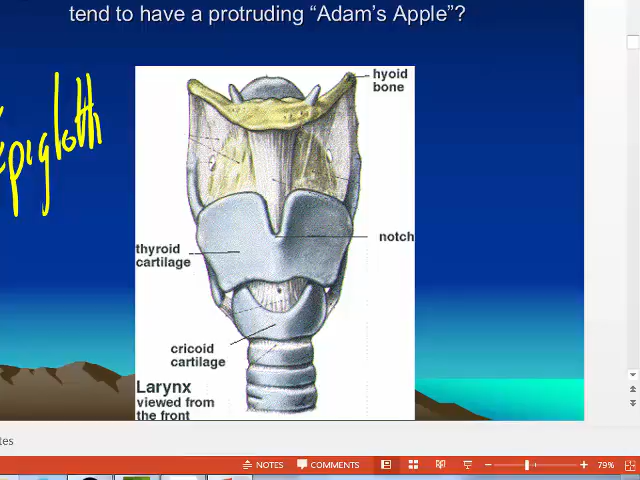 tend to have a protruding “Adam’s Apple”?
hyoid
bone
notch
thyroid
cartilage
cricoid
cartilage
Larynx
viewed from
the front
NOTES
COMMENTS
79%